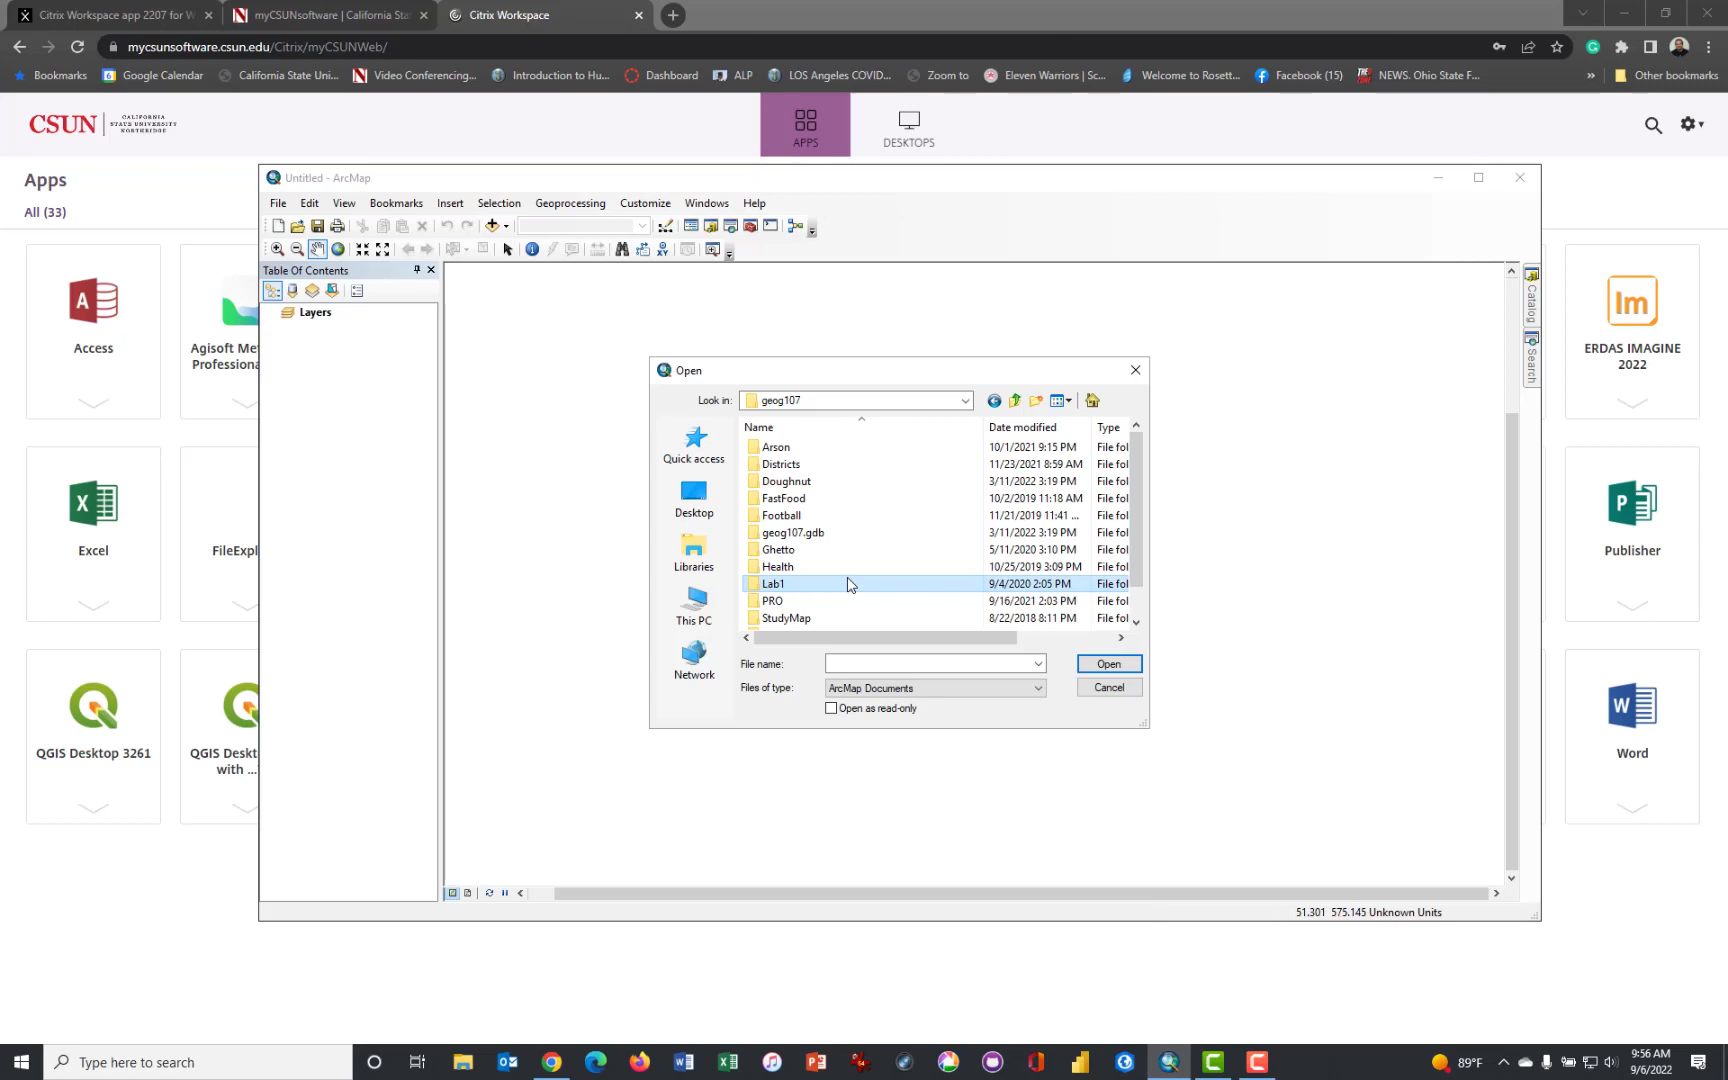 Citrix Workspace app 2207 for W
myCSUNsoftware | California Sta
Citrix Workspace
mycsunsoftware.csun.edu/Citrix/myCSUNWeb/
Bookmarks
Google Calendar
California State Uni...
Video Conferencing...
Introduction to Hu...
Dashboard
ALP
LOS Angeles COVID...
Zoom to
Eleven Warriors | Sc...
Welcome to Rosett...
Facebook (15)
NEWS. Ohio State F...
»
Other bookmarks
CSUN
CALIFORNIA
STATE UNIVERSITY
NORTHRIDGE
APPS
DESKTOPS
Apps
All (33)
Untitled - ArcMap
File Edit View Bookmarks Insert Selection Geoprocessing Customize Windows Help
Table Of Contents
Layers
Catalog
Search
Access
Agisoft Met
Professiona
ERDAS IMAGINE
2022
Excel
FileExpl
Publisher
QGIS Desktop 3261
QGIS Deskt
with ...'
Word
Open
Look in: geog107
Name Date modified Type
Arson 10/1/2021 9:15 PM File fol
Districts 11/23/2021 8:59 AM File fol
Doughnut 3/11/2022 3:19 PM File fol
FastFood 10/2/2019 11:18 AM File fol
Football 11/21/2019 11:41 ... File fol
geog107.gdb 3/11/2022 3:19 PM File fol
Ghetto 5/11/2020 3:10 PM File fol
Health 10/25/2019 3:09 PM File fol
Lab1 9/4/2020 2:05 PM File fol
PRO 9/16/2021 2:03 PM File fol
StudyMap 8/22/2018 8:11 PM File fol
Quick access
Desktop
Libraries
This PC
Network
File name:
Open
Files of type: ArcMap Documents
Cancel
Open as read-only
51.301 575.145 Unknown Units
Type here to search
89°F
9:56 AM
9/6/2022